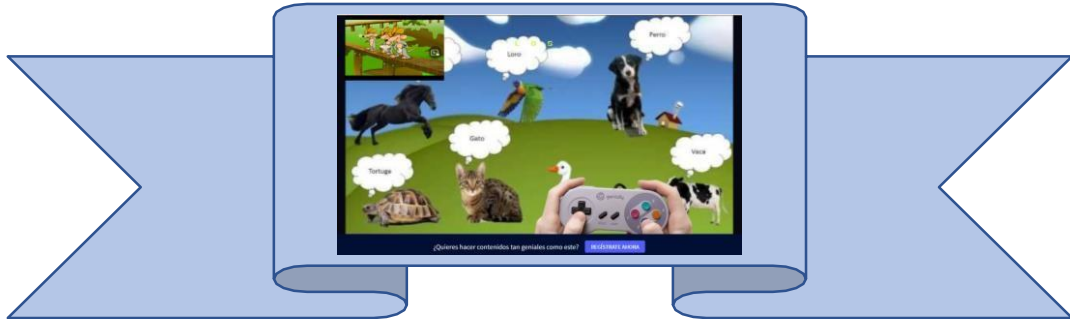 Perro
Loro
Gato
Vaca
Tortuga
¿Quieres hacer contenidos tan geniales como este? REGÍSTRATE AHORA